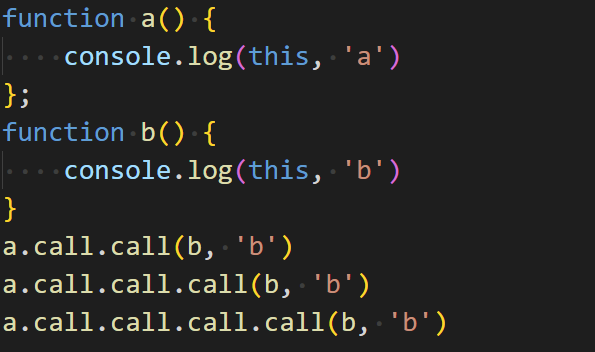 function a() {
    console.log(this, 'a')
};
function b() {
    console.log(this, 'b')
}
a.call.call(b, 'b')
a.call.call.call(b, 'b')
a.call.call.call.call(b, 'b')